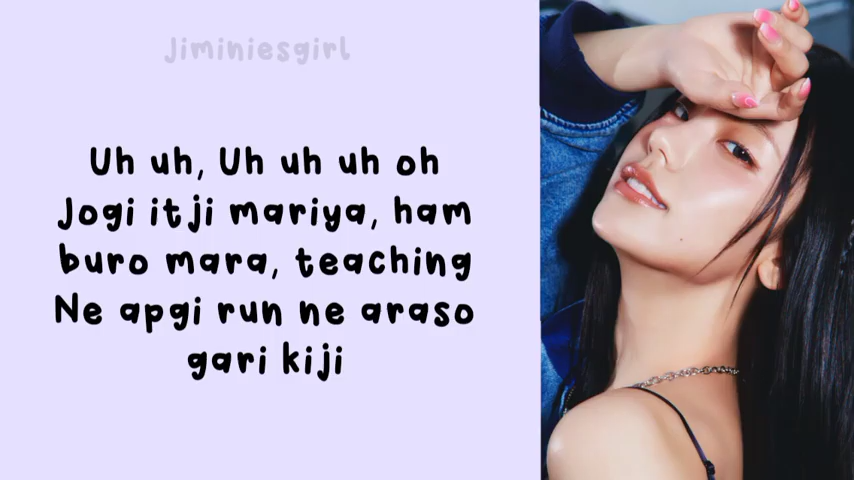 Jiminiesgirl
Uh uh, Uh uh uh oh
Jogi itji mariya, ham
buro mara, teaching
Ne apgi run ne araso
gari kiji